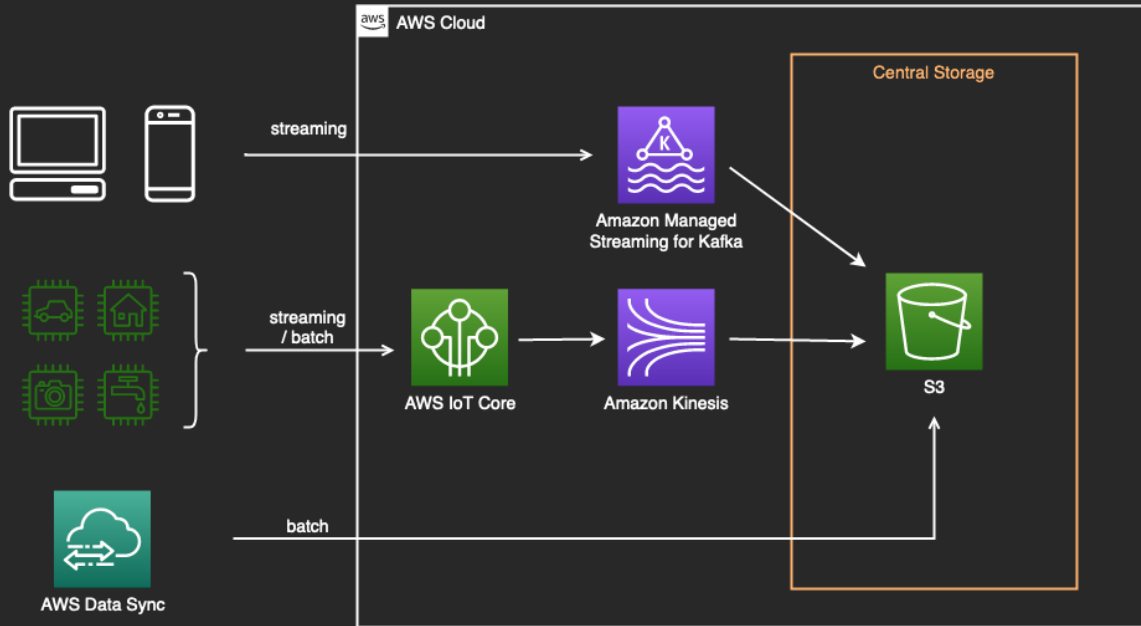 aws
AWS Cloud
Central Storage
streaming
K
Amazon Managed
Streaming for Kafka
streaming
/ batch
AWS IoT Core
Amazon Kinesis
S3
batch
AWS Data Sync